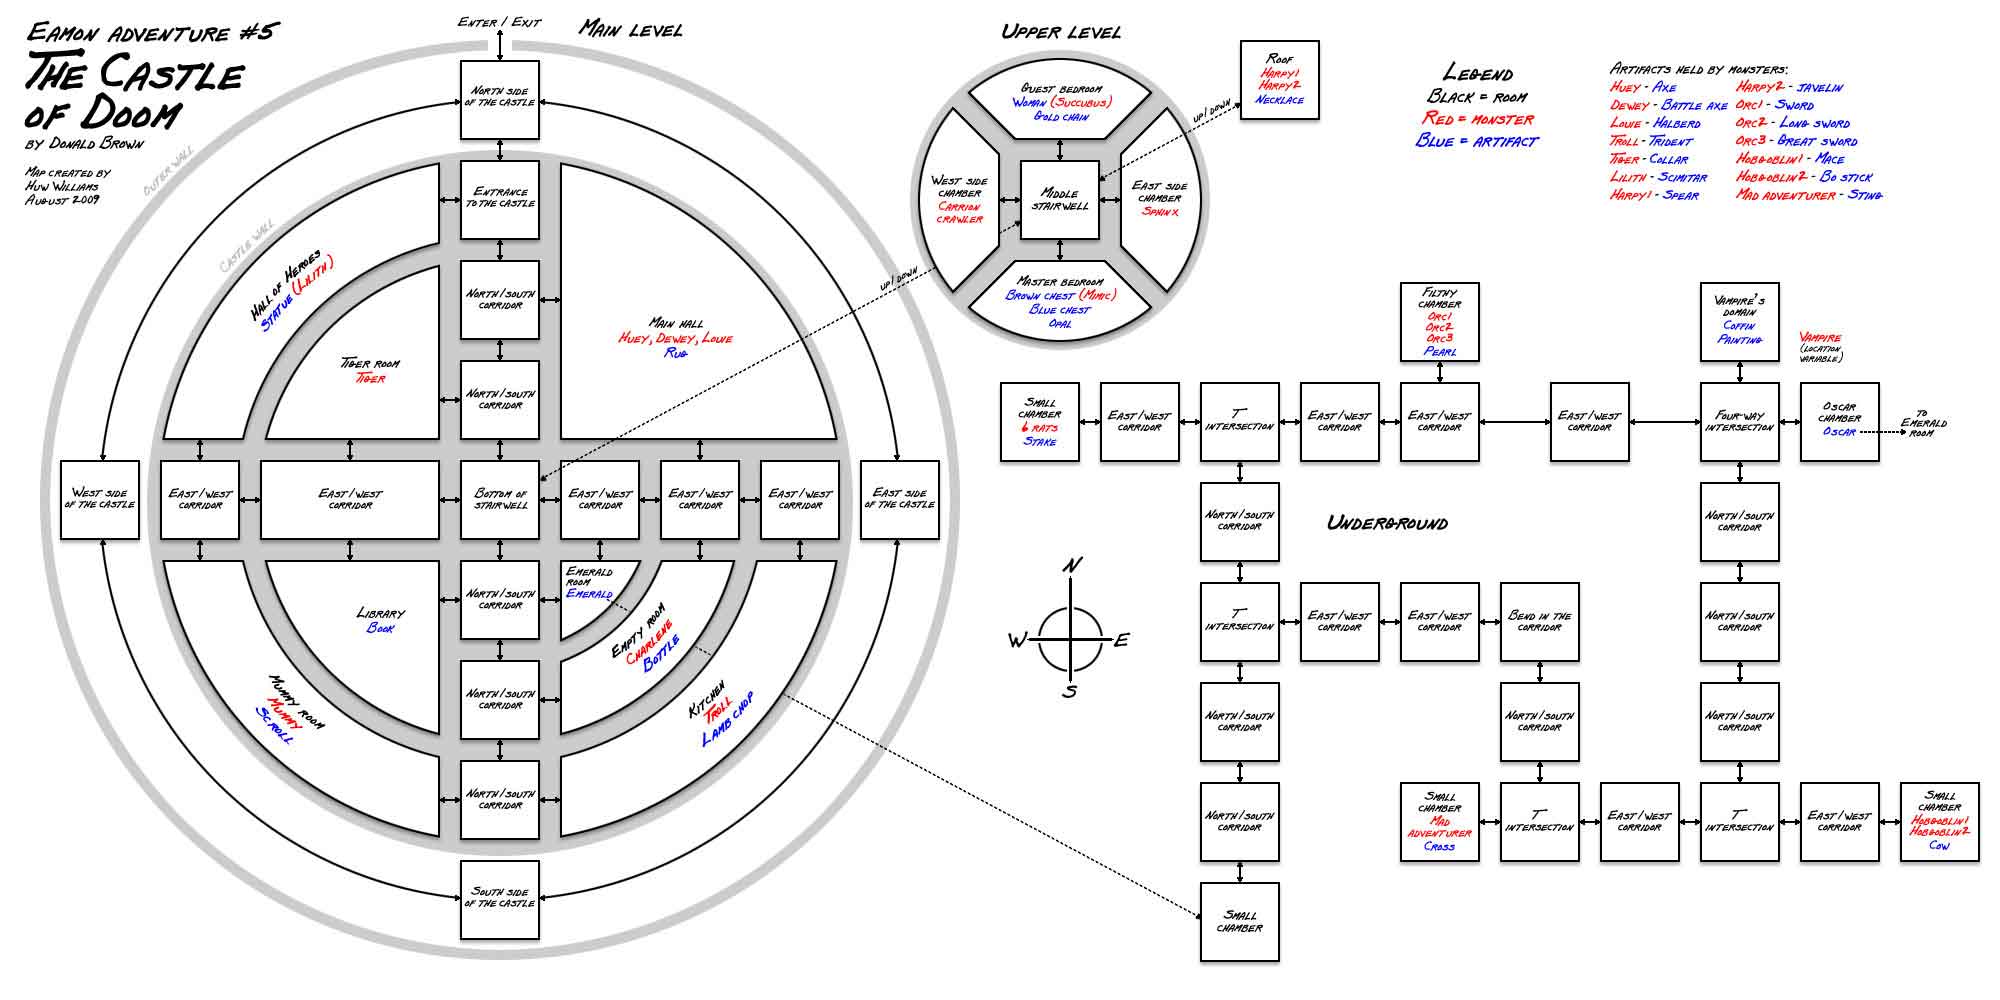 Eamon adventure #5
The Castle
of Doom
by Donald Brown
Map created by
Huw Williams
August 2009
Enter / Exit
Main level
Outer wall
Castle wall
North side
of the castle
Entrance
to the castle
North/south
corridor
North/south
corridor
Hall of Heroes
Statue (Lilith)
Tiger room
Tiger
Main hall
Huey, Dewey, Louie
Rug
up/down
West side
of the castle
East/west
corridor
East/west
corridor
Bottom of
stairwell
East/west
corridor
East/west
corridor
East/west
corridor
East side
of the castle
Library
Book
Mummy room
Mummy
Scroll
North/south
corridor
North/south
corridor
North/south
corridor
Emerald
room
Emerald
Empty room
Charlene
Bottle
Kitchen
Troll
Lamb chop
South side
of the castle
Upper level
Guest bedroom
Woman (Succubus)
Gold chain
West side
chamber
Carrion
crawler
Middle
stairwell
East side
chamber
Sphinx
Master bedroom
Brown chest (Mimic)
Blue chest
Opal
up/down
Roof
Harpy1
Harpy2
Necklace
Legend
Black = room
Red = monster
Blue = artifact
Artifacts held by monsters:
Huey - Axe
Dewey - Battle axe
Louie - Halberd
Troll - Trident
Tiger - Collar
Lilith - Scimitar
Harpy1 - Spear
Harpy2 - Javelin
Orc1 - Sword
Orc2 - Long sword
Orc3 - Great sword
Hobgoblin1 - Mace
Hobgoblin2 - Bo stick
Mad adventurer - Sting
Filthy
chamber
Orc1
Orc2
Orc3
Pearl
Vampire's
domain
Coffin
Painting
Vampire
(location
variable)
Small
chamber
6 rats
Stake
East/west
corridor
T
intersection
East/west
corridor
East/west
corridor
East/west
corridor
Four-way
intersection
Oscar
chamber
Oscar
to
Emerald
room
North/south
corridor
Underground
North/south
corridor
N
W
E
S
T
intersection
East/west
corridor
East/west
corridor
Bend in the
corridor
North/south
corridor
North/south
corridor
North/south
corridor
North/south
corridor
North/south
corridor
Small
chamber
Mad
adventurer
Cross
T
intersection
East/west
corridor
T
intersection
East/west
corridor
Small
chamber
Hobgoblin1
Hobgoblin2
Cow
Small
chamber